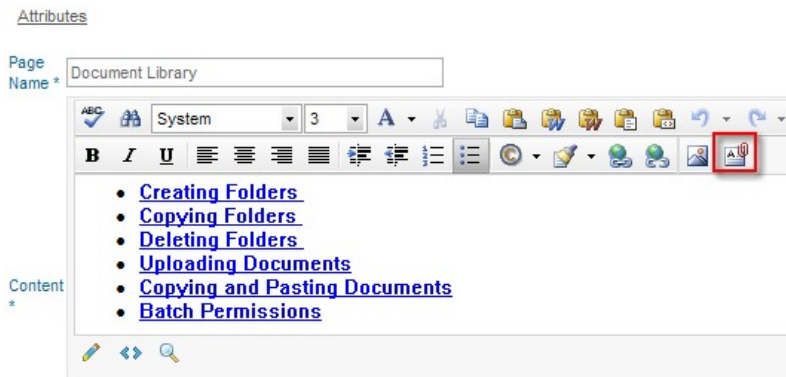 Attributes
Page
Name *
Document Library
ABC
System
3
A
B I U
©
Creating Folders
Copying Folders
Deleting Folders
Uploading Documents
Copying and Pasting Documents
Batch Permissions
Content
*